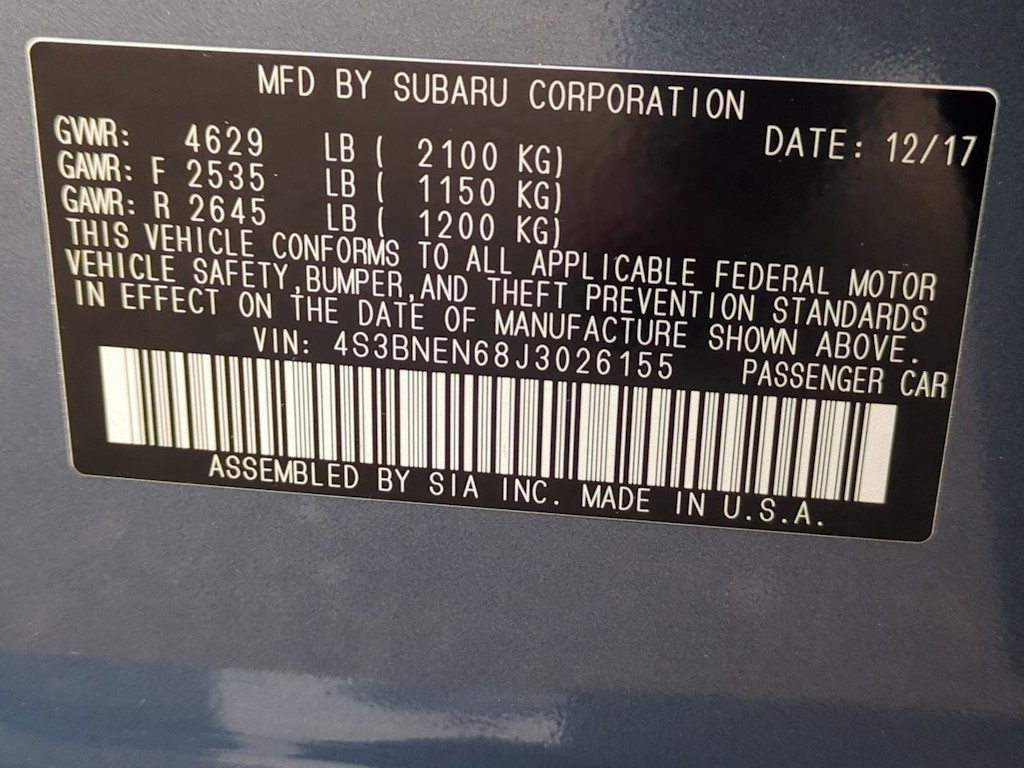 MFD BY SUBARU CORPORATION
DATE: 12/17
GVWR: 4629 LB ( 2100 KG)
GAWR: F 2535 LB ( 1150 KG)
GAWR: R 2645 LB ( 1200 KG)
THIS VEHICLE CONFORMS TO ALL APPLICABLE FEDERAL MOTOR
VEHICLE SAFETY,BUMPER,AND THEFT PREVENTION STANDARDS
IN EFFECT ON THE DATE OF MANUFACTURE SHOWN ABOVE.
VIN: 4S3BNEN68J3026155 PASSENGER CAR
ASSEMBLED BY SIA INC. MADE IN U.S.A.